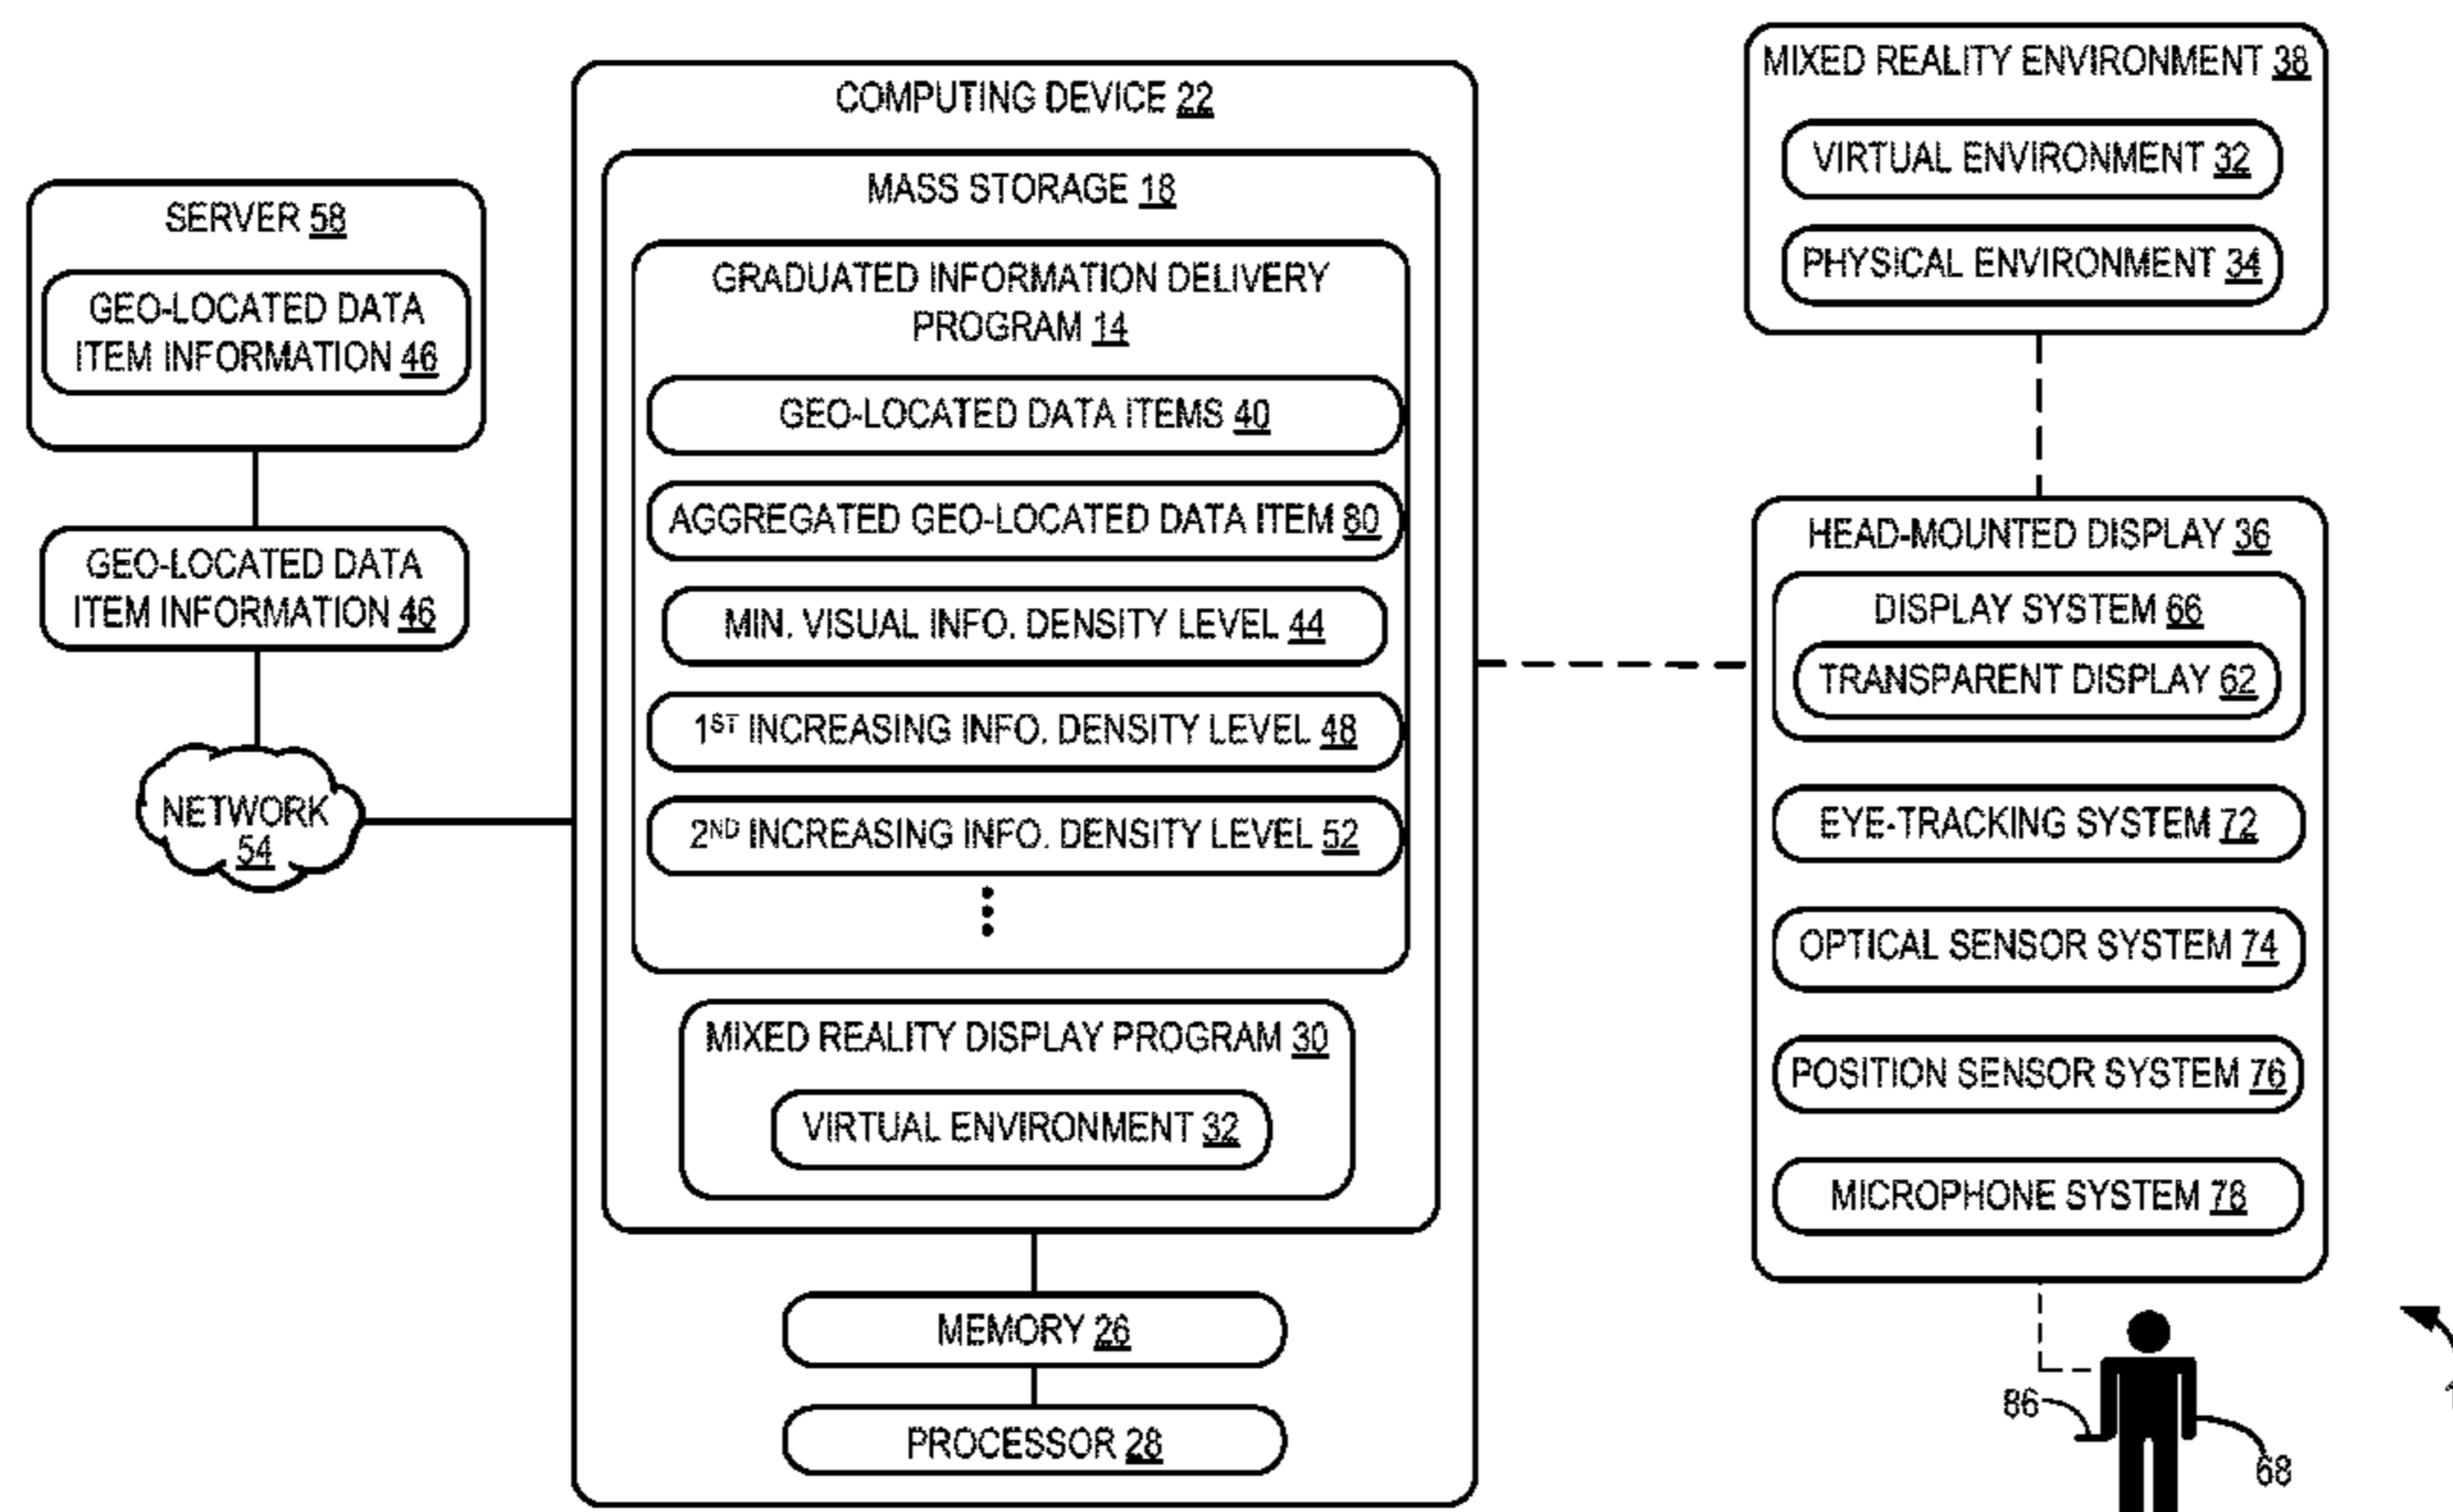 SERVER 58
GEO-LOCATED DATA
ITEM INFORMATION 46
GEO-LOCATED DATA
ITEM INFORMATION 46
NETWORK
54
COMPUTING DEVICE 22
MASS STORAGE 18
GRADUATED INFORMATION DELIVERY
PROGRAM 14
GEO-LOCATED DATA ITEMS 40
AGGREGATED GEO-LOCATED DATA ITEM 80
MIN. VISUAL INFO. DENSITY LEVEL 44
1ST INCREASING INFO. DENSITY LEVEL 48
2ND INCREASING INFO. DENSITY LEVEL 52
MIXED REALITY DISPLAY PROGRAM 30
VIRTUAL ENVIRONMENT 32
MEMORY 26
PROCESSOR 28
MIXED REALITY ENVIRONMENT 38
VIRTUAL ENVIRONMENT 32
PHYSICAL ENVIRONMENT 34
HEAD-MOUNTED DISPLAY 36
DISPLAY SYSTEM 66
TRANSPARENT DISPLAY 62
EYE-TRACKING SYSTEM 72
OPTICAL SENSOR SYSTEM 74
POSITION SENSOR SYSTEM 76
MICROPHONE SYSTEM 78
86
68